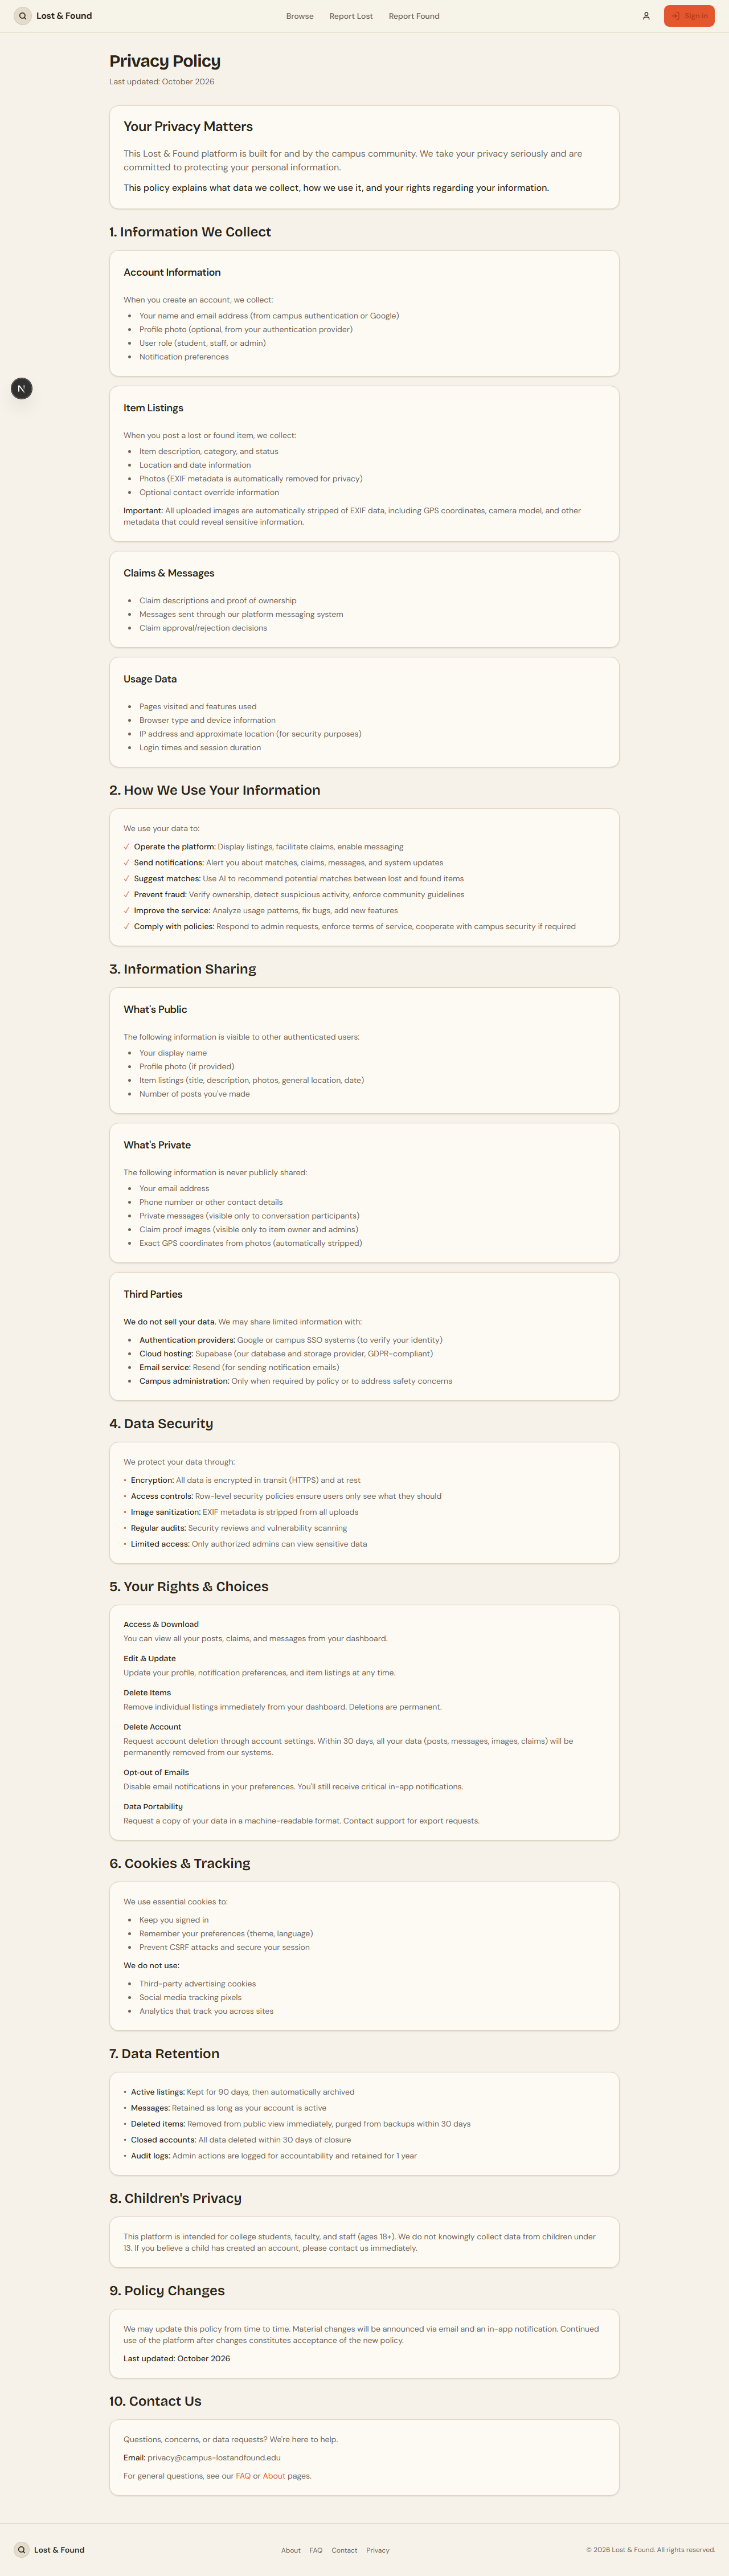 Lost & Found
Browse
Report Lost
Report Found
Sign in
Privacy Policy
Last updated: October 2026
Your Privacy Matters
This Lost & Found platform is built for and by the campus community. We take your privacy seriously and are
committed to protecting your personal information.
This policy explains what data we collect, how we use it, and your rights regarding your information.
1. Information We Collect
Account Information
When you create an account, we collect:
• Your name and email address (from campus authentication or Google)
• Profile photo (optional, from your authentication provider)
• User role (student, staff, or admin)
• Notification preferences
N
Item Listings
When you post a lost or found item, we collect:
• Item description, category, and status
• Location and date information
• Photos (EXIF metadata is automatically removed for privacy)
• Optional contact override information
Important: All uploaded images are automatically stripped of EXIF data, including GPS coordinates, camera model, and other
metadata that could reveal sensitive information.
Claims & Messages
• Claim descriptions and proof of ownership
• Messages sent through our platform messaging system
• Claim approval/rejection decisions
Usage Data
• Pages visited and features used
• Browser type and device information
• IP address and approximate location (for security purposes)
• Login times and session duration
2. How We Use Your Information
We use your data to:
✓ Operate the platform: Display listings, facilitate claims, enable messaging
✓ Send notifications: Alert you about matches, claims, messages, and system updates
✓ Suggest matches: Use AI to recommend potential matches between lost and found items
✓ Prevent fraud: Verify ownership, detect suspicious activity, enforce community guidelines
✓ Improve the service: Analyze usage patterns, fix bugs, add new features
✓ Comply with policies: Respond to admin requests, enforce terms of service, cooperate with campus security if required
3. Information Sharing
What's Public
The following information is visible to other authenticated users:
• Your display name
• Profile photo (if provided)
• Item listings (title, description, photos, general location, date)
• Number of posts you've made
What's Private
The following information is never publicly shared:
• Your email address
• Phone number or other contact details
• Private messages (visible only to conversation participants)
• Claim proof images (visible only to item owner and admins)
• Exact GPS coordinates from photos (automatically stripped)
Third Parties
We do not sell your data. We may share limited information with:
• Authentication providers: Google or campus SSO systems (to verify your identity)
• Cloud hosting: Supabase (our database and storage provider, GDPR-compliant)
• Email service: Resend (for sending notification emails)
• Campus administration: Only when required by policy or to address safety concerns
4. Data Security
We protect your data through:
• Encryption: All data is encrypted in transit (HTTPS) and at rest
• Access controls: Row-level security policies ensure users only see what they should
• Image sanitization: EXIF metadata is stripped from all uploads
• Regular audits: Security reviews and vulnerability scanning
• Limited access: Only authorized admins can view sensitive data
5. Your Rights & Choices
Access & Download
You can view all your posts, claims, and messages from your dashboard.
Edit & Update
Update your profile, notification preferences, and item listings at any time.
Delete Items
Remove individual listings immediately from your dashboard. Deletions are permanent.
Delete Account
Request account deletion through account settings. Within 30 days, all your data (posts, messages, images, claims) will be
permanently removed from our systems.
Opt-out of Emails
Disable email notifications in your preferences. You'll still receive critical in-app notifications.
Data Portability
Request a copy of your data in a machine-readable format. Contact support for export requests.
6. Cookies & Tracking
We use essential cookies to:
• Keep you signed in
• Remember your preferences (theme, language)
• Prevent CSRF attacks and secure your session
We do not use:
• Third-party advertising cookies
• Social media tracking pixels
• Analytics that track you across sites
7. Data Retention
• Active listings: Kept for 90 days, then automatically archived
• Messages: Retained as long as your account is active
• Deleted items: Removed from public view immediately, purged from backups within 30 days
• Closed accounts: All data deleted within 30 days of closure
• Audit logs: Admin actions are logged for accountability and retained for 1 year
8. Children's Privacy
This platform is intended for college students, faculty, and staff (ages 18+). We do not knowingly collect data from children under
13. If you believe a child has created an account, please contact us immediately.
9. Policy Changes
We may update this policy from time to time. Material changes will be announced via email and an in-app notification. Continued
use of the platform after changes constitutes acceptance of the new policy.
Last updated: October 2026
10. Contact Us
Questions, concerns, or data requests? We're here to help.
Email: privacy@campus-lostandfound.edu
For general questions, see our FAQ or About pages.
Lost & Found
About
FAQ
Contact
Privacy
© 2026 Lost & Found. All rights reserved.